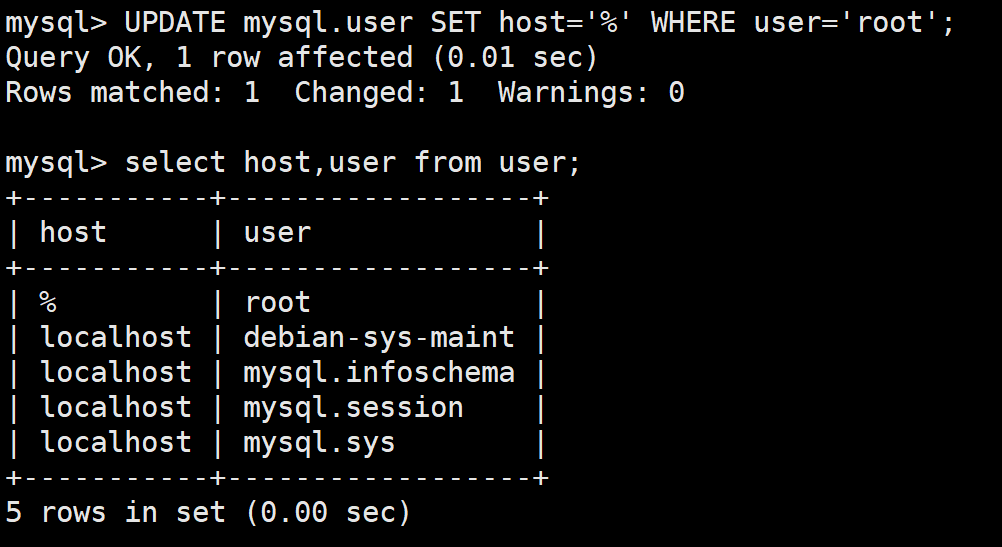 mysql> UPDATE mysql.user SET host='%' WHERE user='root';
Query OK, 1 row affected (0.01 sec)
Rows matched: 1  Changed: 1  Warnings: 0

mysql> select host,user from user;
+-----------+------------------+
| host      | user             |
+-----------+------------------+
| %         | root             |
| localhost | debian-sys-maint |
| localhost | mysql.infoschema |
| localhost | mysql.session    |
| localhost | mysql.sys        |
+-----------+------------------+
5 rows in set (0.00 sec)